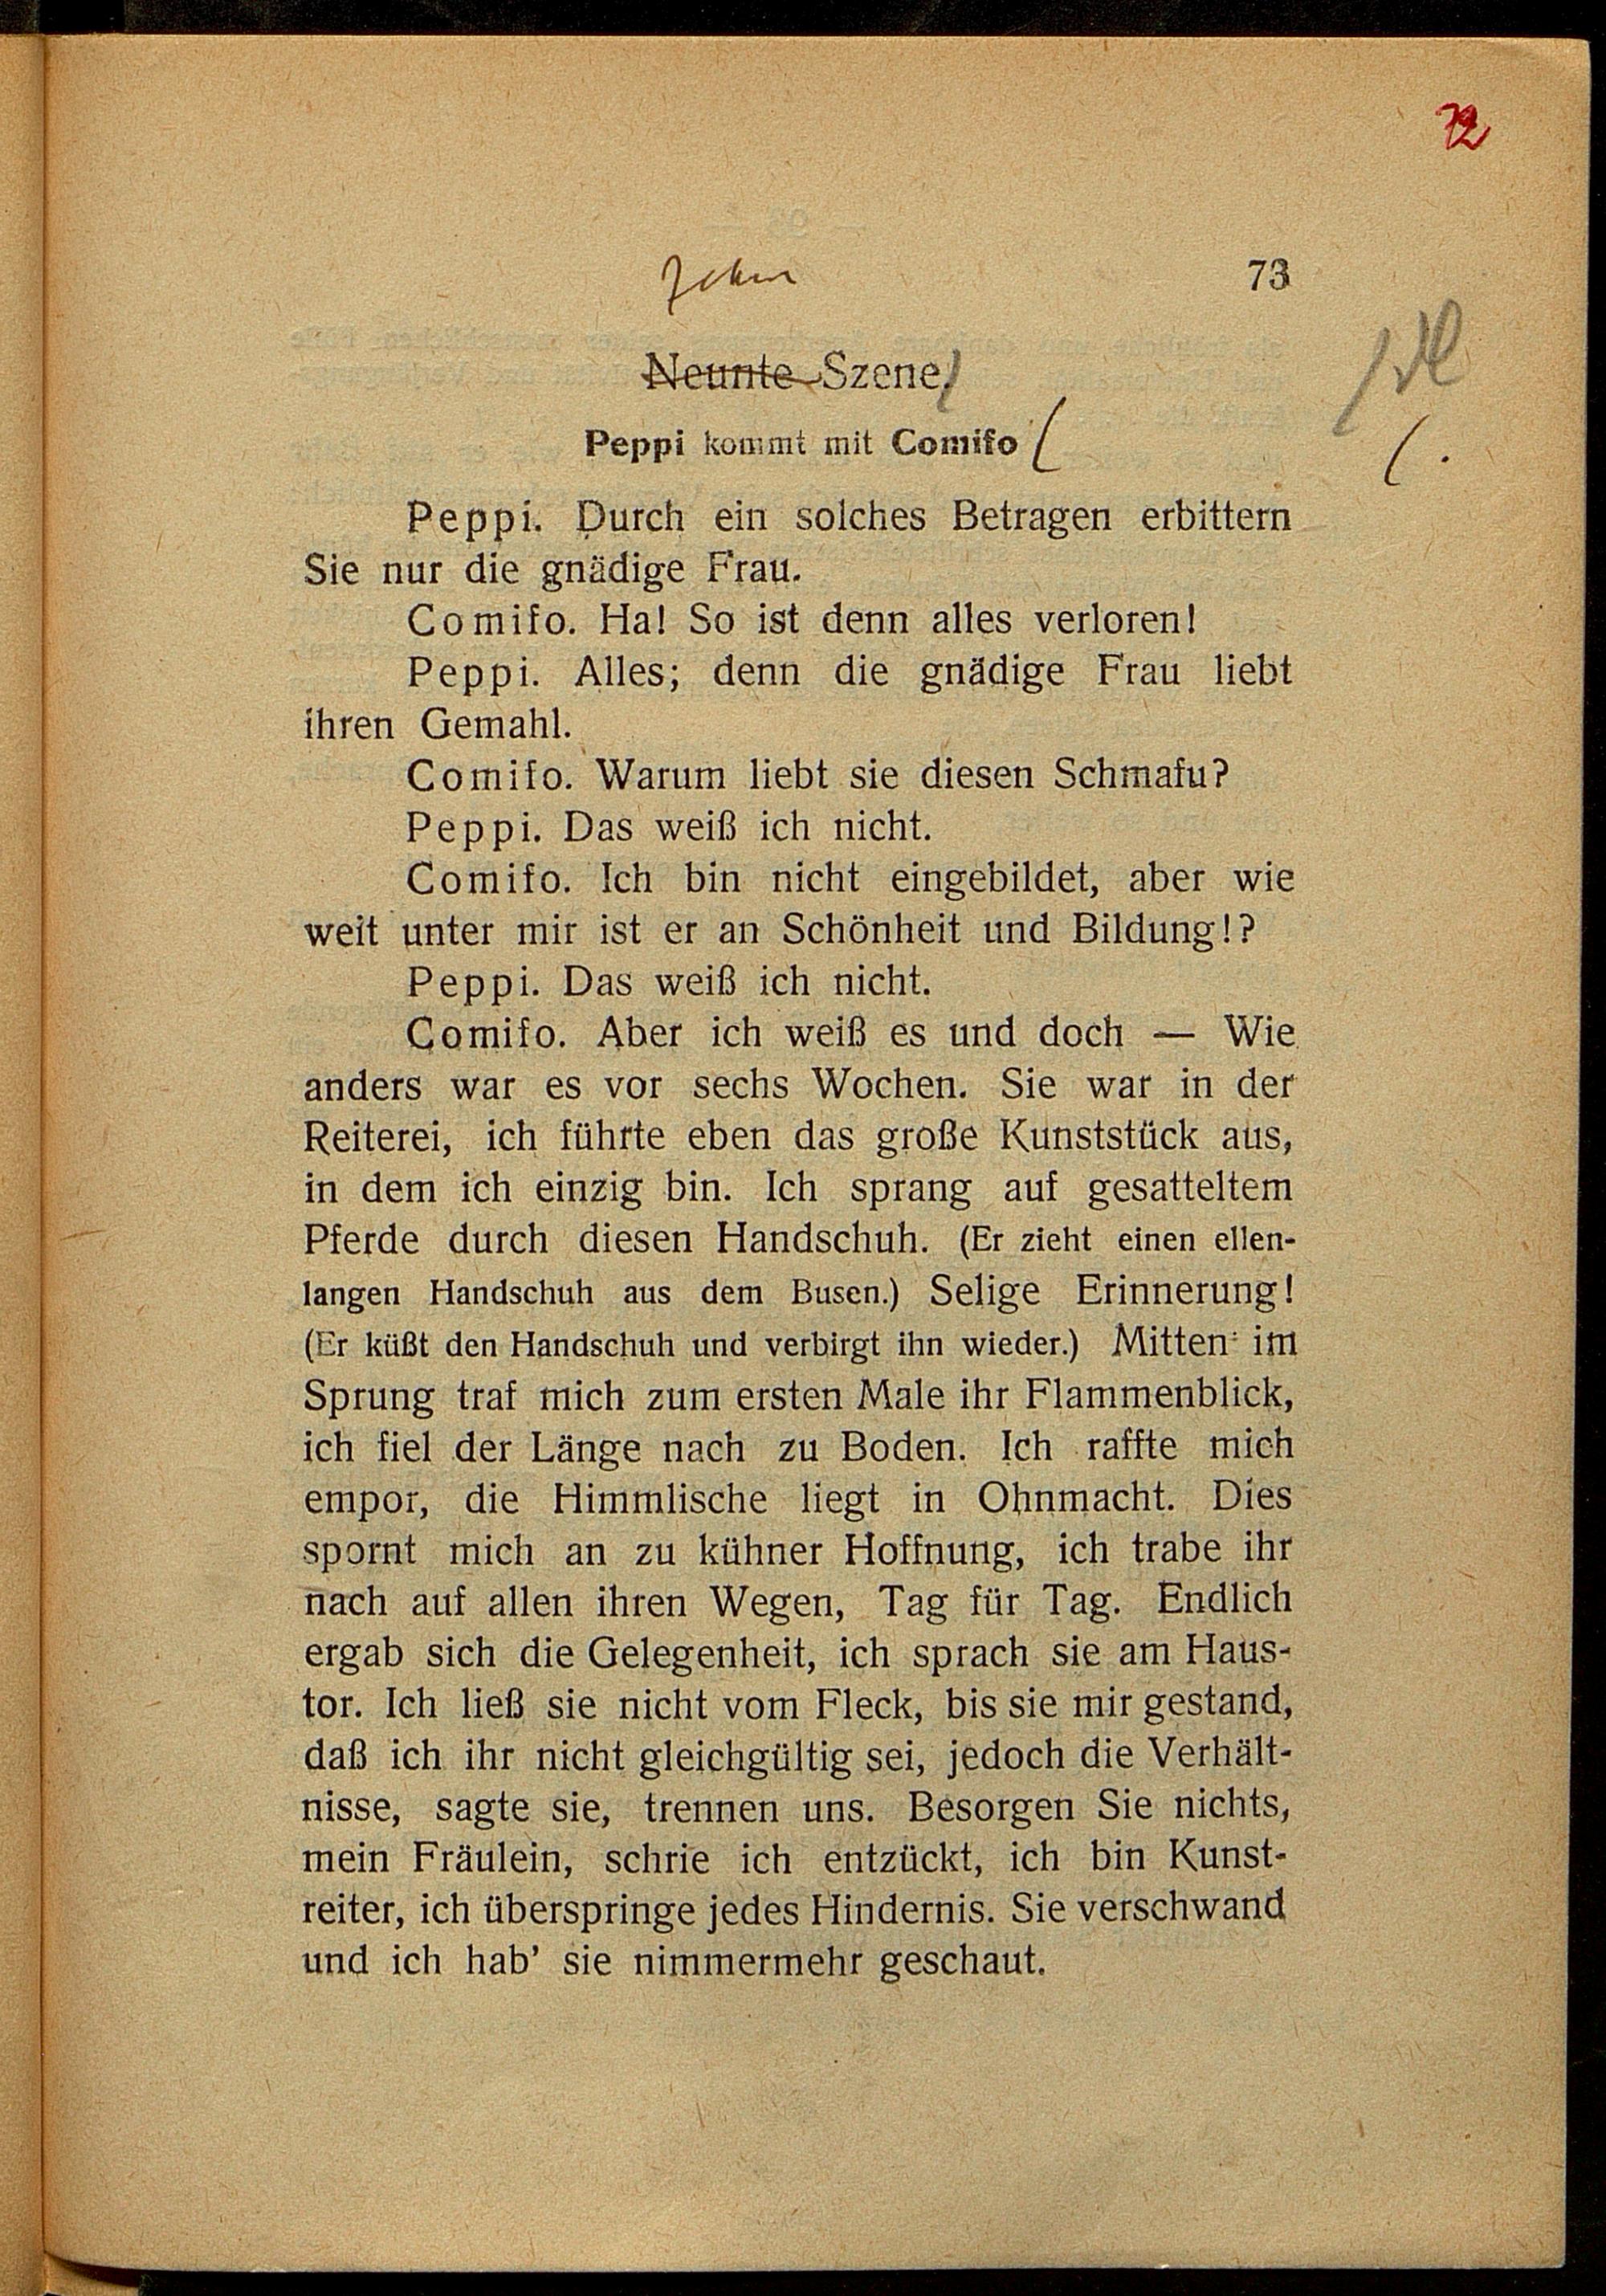 72
73
Neunte Szene.
Peppi kommt mit Comifo
Peppi. Durch ein solches Betragen erbittern
Sie nur die gnädige Frau.
Comifo. Ha! So ist denn alles verloren!
Peppi. Alles; denn die gnädige Frau liebt
ihren Gemahl.
Comifo. Warum liebt sie diesen Schmafu?
Peppi. Das weiß ich nicht.
Comifo. Ich bin nicht eingebildet, aber wie
weit unter mir ist er an Schönheit und Bildung!?
Peppi. Das weiß ich nicht.
Comifo. Aber ich weiß es und doch — Wie
anders war es vor sechs Wochen. Sie war in der
Reiterei, ich führte eben das große Kunststück aus,
in dem ich einzig bin. Ich sprang auf gesatteltem
Pferde durch diesen Handschuh. (Er zieht einen ellen-
langen Handschuh aus dem Busen.) Selige Erinnerung!
(Er küßt den Handschuh und verbirgt ihn wieder.) Mitten im
Sprung traf mich zum ersten Male ihr Flammenblick,
ich fiel der Länge nach zu Boden. Ich raffte mich
empor, die Himmlische liegt in Ohnmacht. Dies
spornt mich an zu kühner Hoffnung, ich trabe ihr
nach auf allen ihren Wegen, Tag für Tag. Endlich
ergab sich die Gelegenheit, ich sprach sie am Haus-
tor. Ich ließ sie nicht vom Fleck, bis sie mir gestand,
daß ich ihr nicht gleichgültig sei, jedoch die Verhält-
nisse, sagte sie, trennen uns. Besorgen Sie nichts,
mein Fräulein, schrie ich entzückt, ich bin Kunst-
reiter, ich überspringe jedes Hindernis. Sie verschwand
und ich hab' sie nimmermehr geschaut.